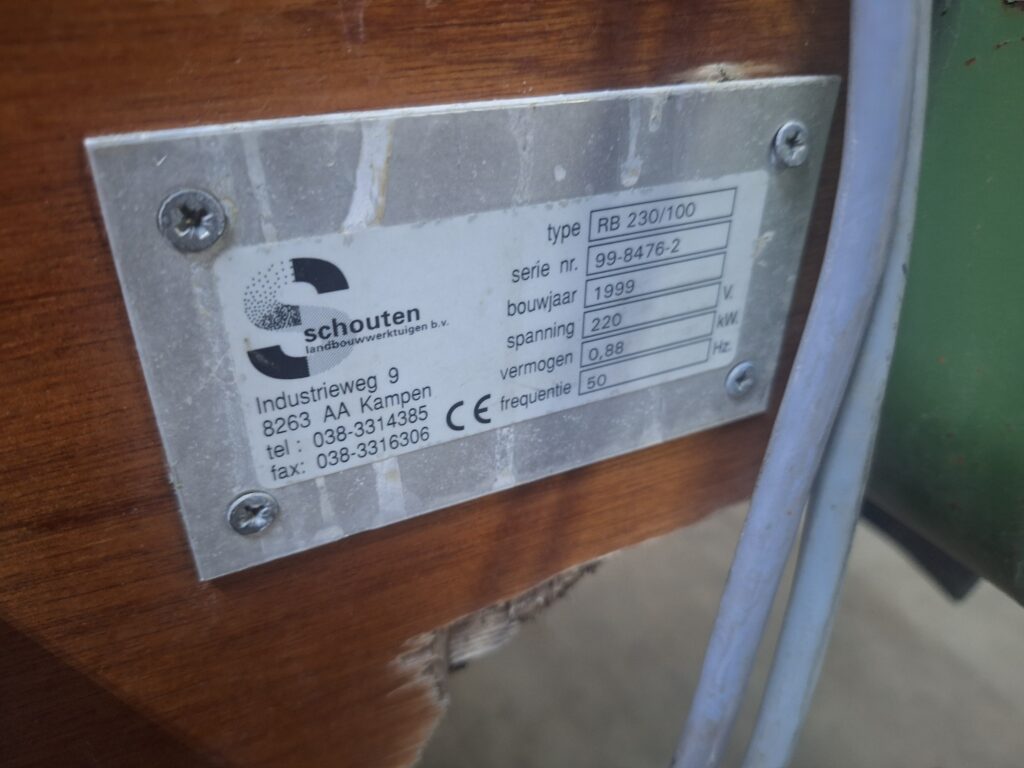 Schouten
landbouwwerktuigen b.v.
Industrieweg 9
8263 AA Kampen
tel : 038-3314385
fax: 038-3316306
CE
type RB 230/100
serie nr. 99-8476-2
bouwjaar 1999
spanning 220 V.
vermogen 0,88 kW.
frequentie 50 Hz.